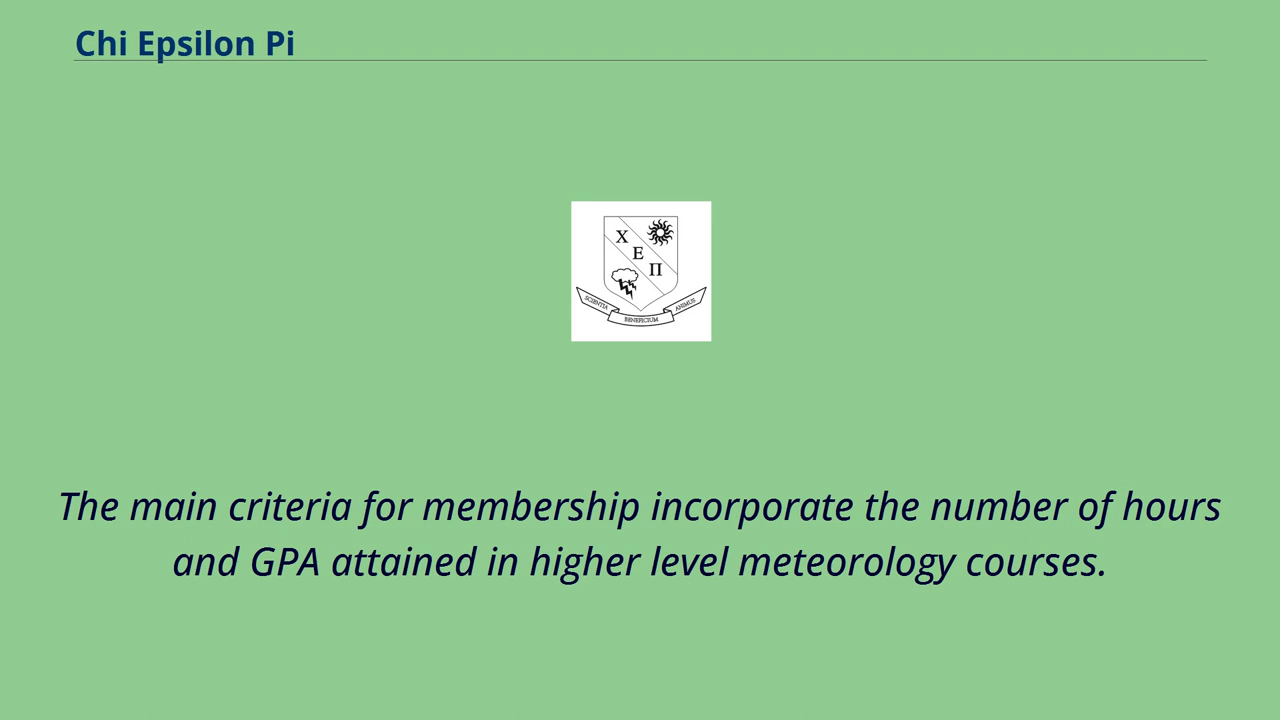 Chi Epsilon Pi
Χ
Ε
Π
SCIENTIA
BENEFICIUM
ANIMUS
The main criteria for membership incorporate the number of hours
and GPA attained in higher level meteorology courses.